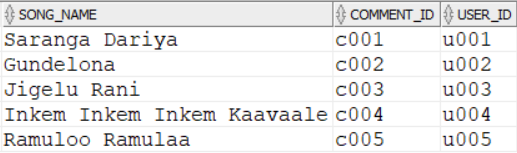 SONG_NAME COMMENT_ID USER_ID
Saranga Dariya c001 u001
Gundelona c002 u002
Jigelu Rani c003 u003
Inkem Inkem Inkem Kaavaale c004 u004
Ramuloo Ramulaa c005 u005